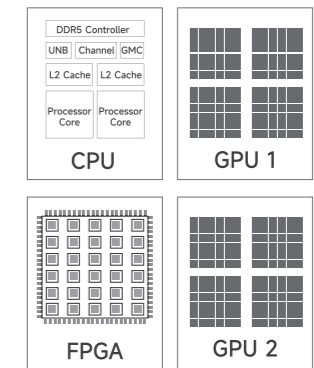 DDR5 Controller
UNB Channel GMC
L2 Cache L2 Cache
Processor Core Processor Core
CPU
GPU 1
FPGA
GPU 2